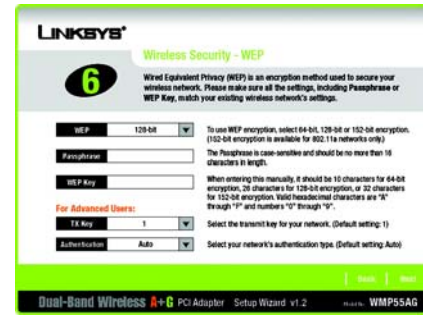 LINKSYS®
Wireless Security - WEP
6
Wired Equivalent Privacy (WEP) is an encryption method used to secure your
wireless network. Please make sure all the settings, including Passphrase or
WEP Key, match your existing wireless network's settings.
WEP
128-bit
To use WEP encryption, select 64-bit, 128-bit or 152-bit encryption.
(152-bit encryption is available for 802.11a networks only.)
Passphrase
The Passphrase is case-sensitive and should be no more than 16
characters in length.
WEP Key
When entering this manually, it should be 10 characters for 64-bit
encryption, 26 characters for 128-bit encryption, or 32 characters
for 152-bit encryption. Valid hexadecimal characters are "A"
through "F" and numbers "0" through "9".
For Advanced Users:
TX Key
1
Select the transmit key for your network. (Default setting: 1)
Authentication
Auto
Select your network's authentication type. (Default setting: Auto)
Back
Next
Dual-Band Wireless A+G PCI Adapter Setup Wizard v1.2
Model No. WMP55AG